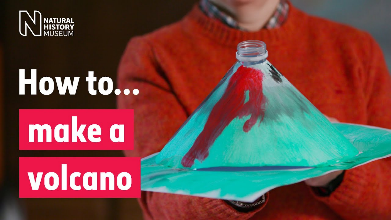 NATURAL
HISTORY
MUSEUM
How to...
make a
volcano